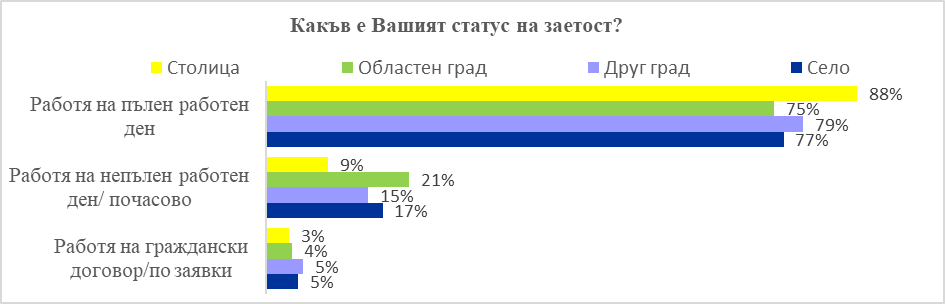 Какъв е Вашият статус на заетост?
Столица Областен град Друг град Село
Работя на пълен работен
ден
88%
75%
79%
77%
Работя на непълен работен
ден/ почасово
9%
21%
15%
17%
Работя на граждански
договор/по заявки
3%
4%
5%
5%